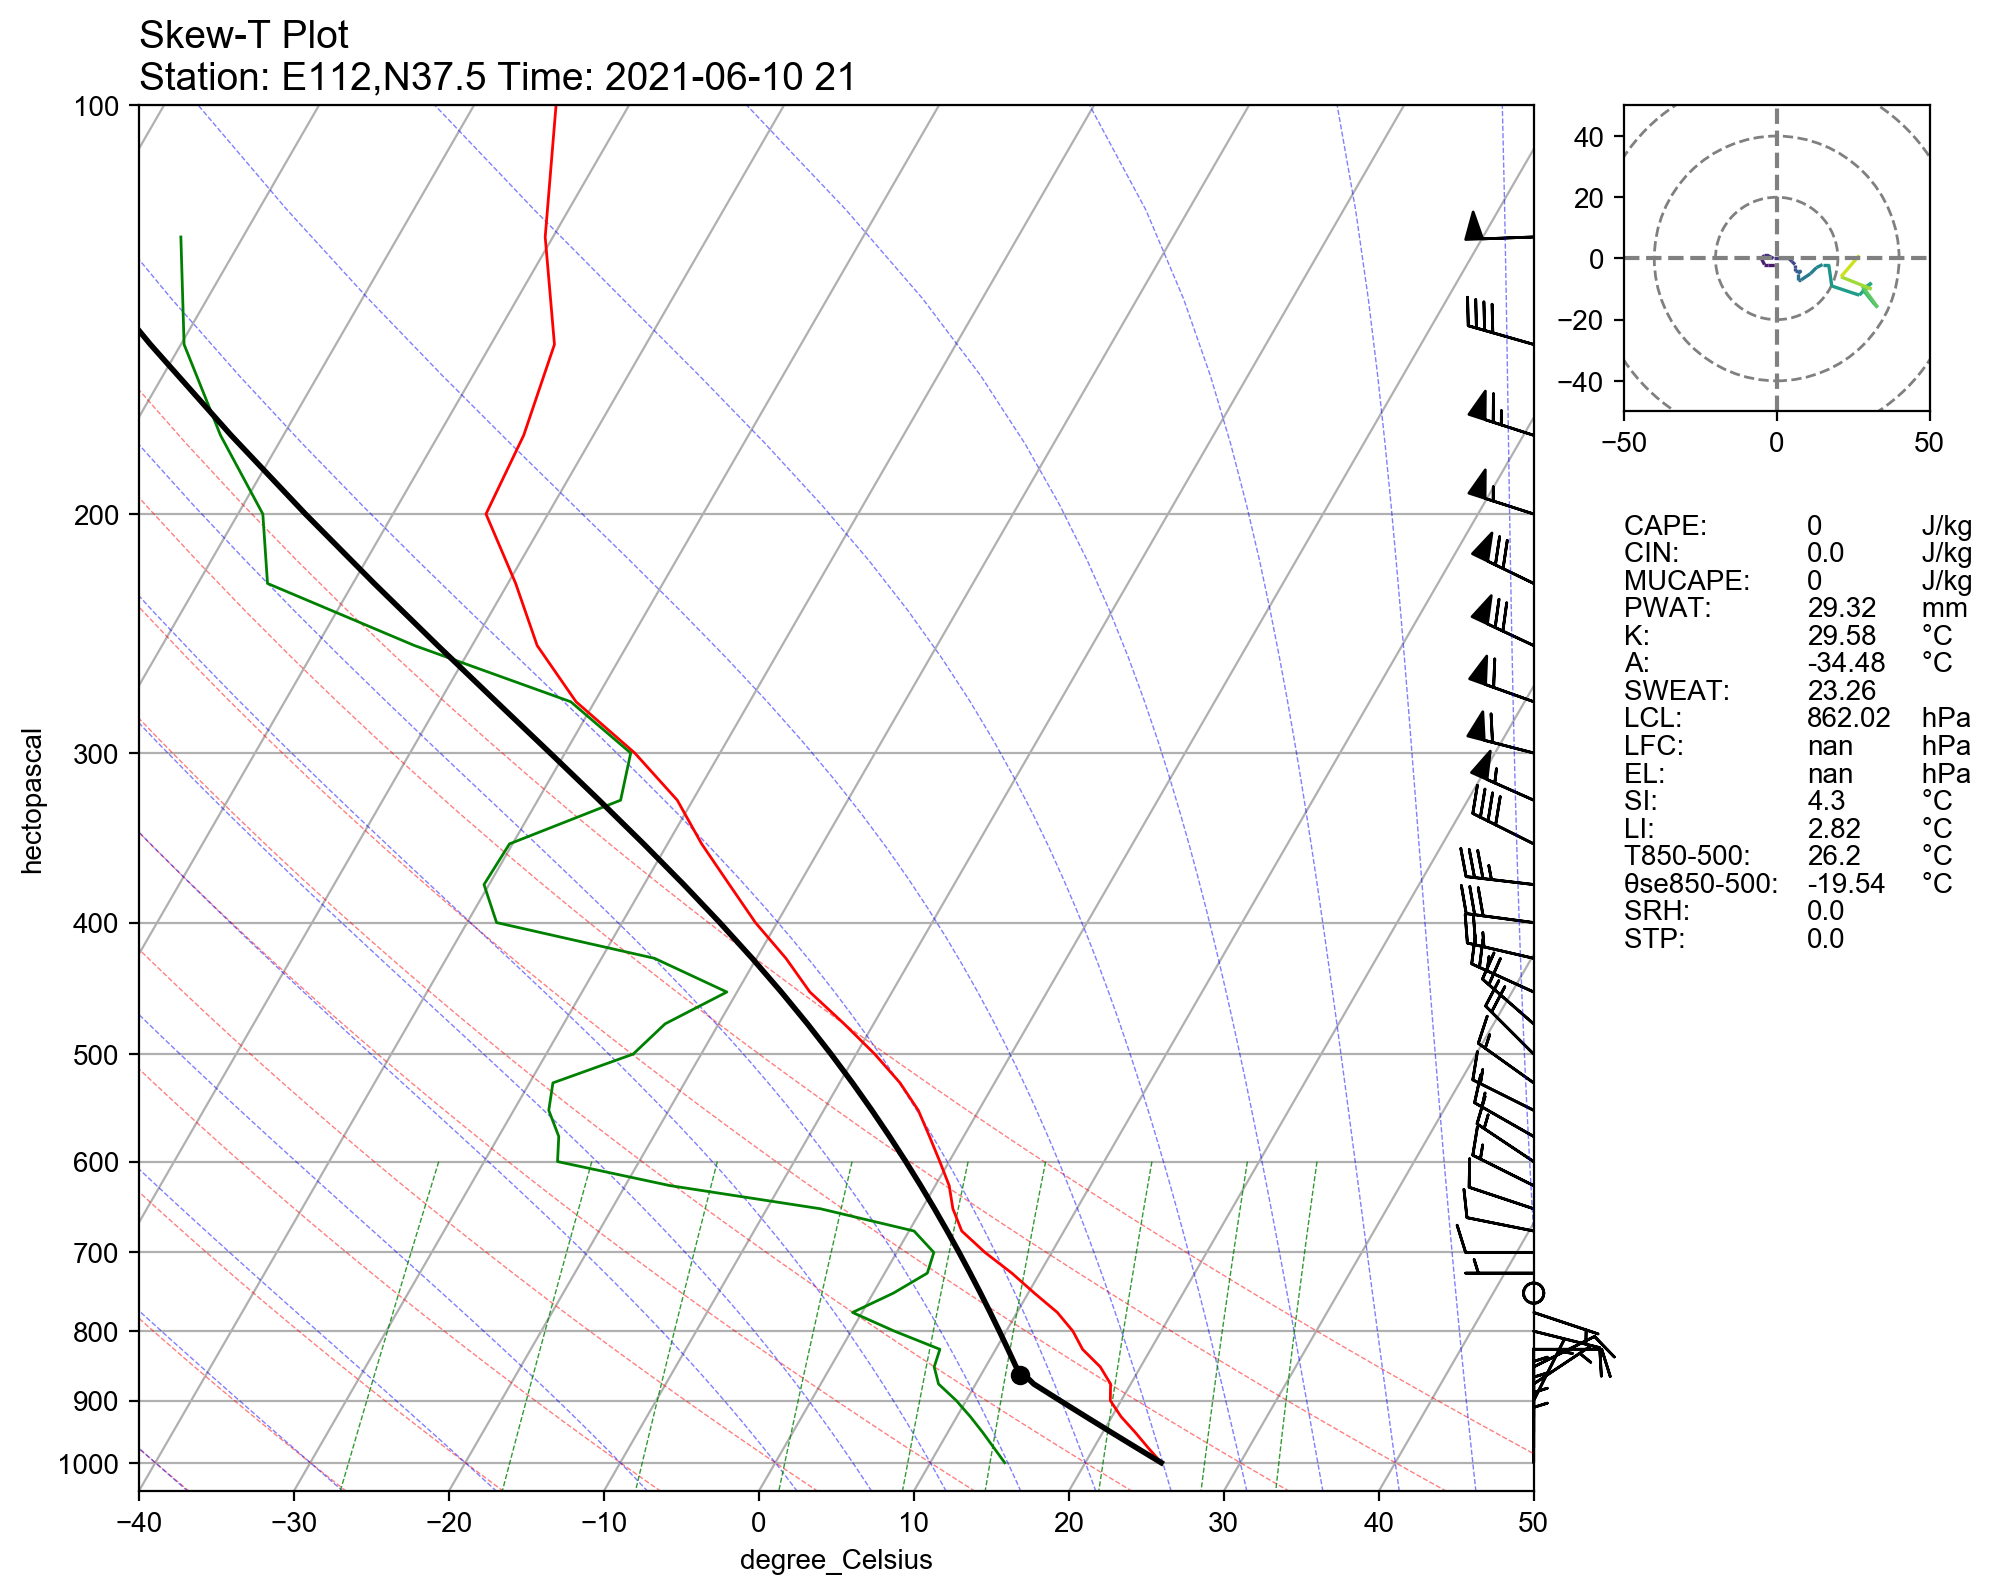 Skew-T Plot
Station: E112,N37.5 Time: 2021-06-10 21
100
200
300
400
500
600
700
800
900
1000
hectopascal
−40 −30 −20 −10 0 10 20 30 40 50
degree_Celsius
40
20
0
−20
−40
−50 0 50
CAPE: 0 J/kg
CIN: 0.0 J/kg
MUCAPE: 0 J/kg
PWAT: 29.32 mm
K: 29.58 °C
A: -34.48 °C
SWEAT: 23.26
LCL: 862.02 hPa
LFC: nan hPa
EL: nan hPa
SI: 4.3 °C
LI: 2.82 °C
T850-500: 26.2 °C
θse850-500: -19.54 °C
SRH: 0.0
STP: 0.0